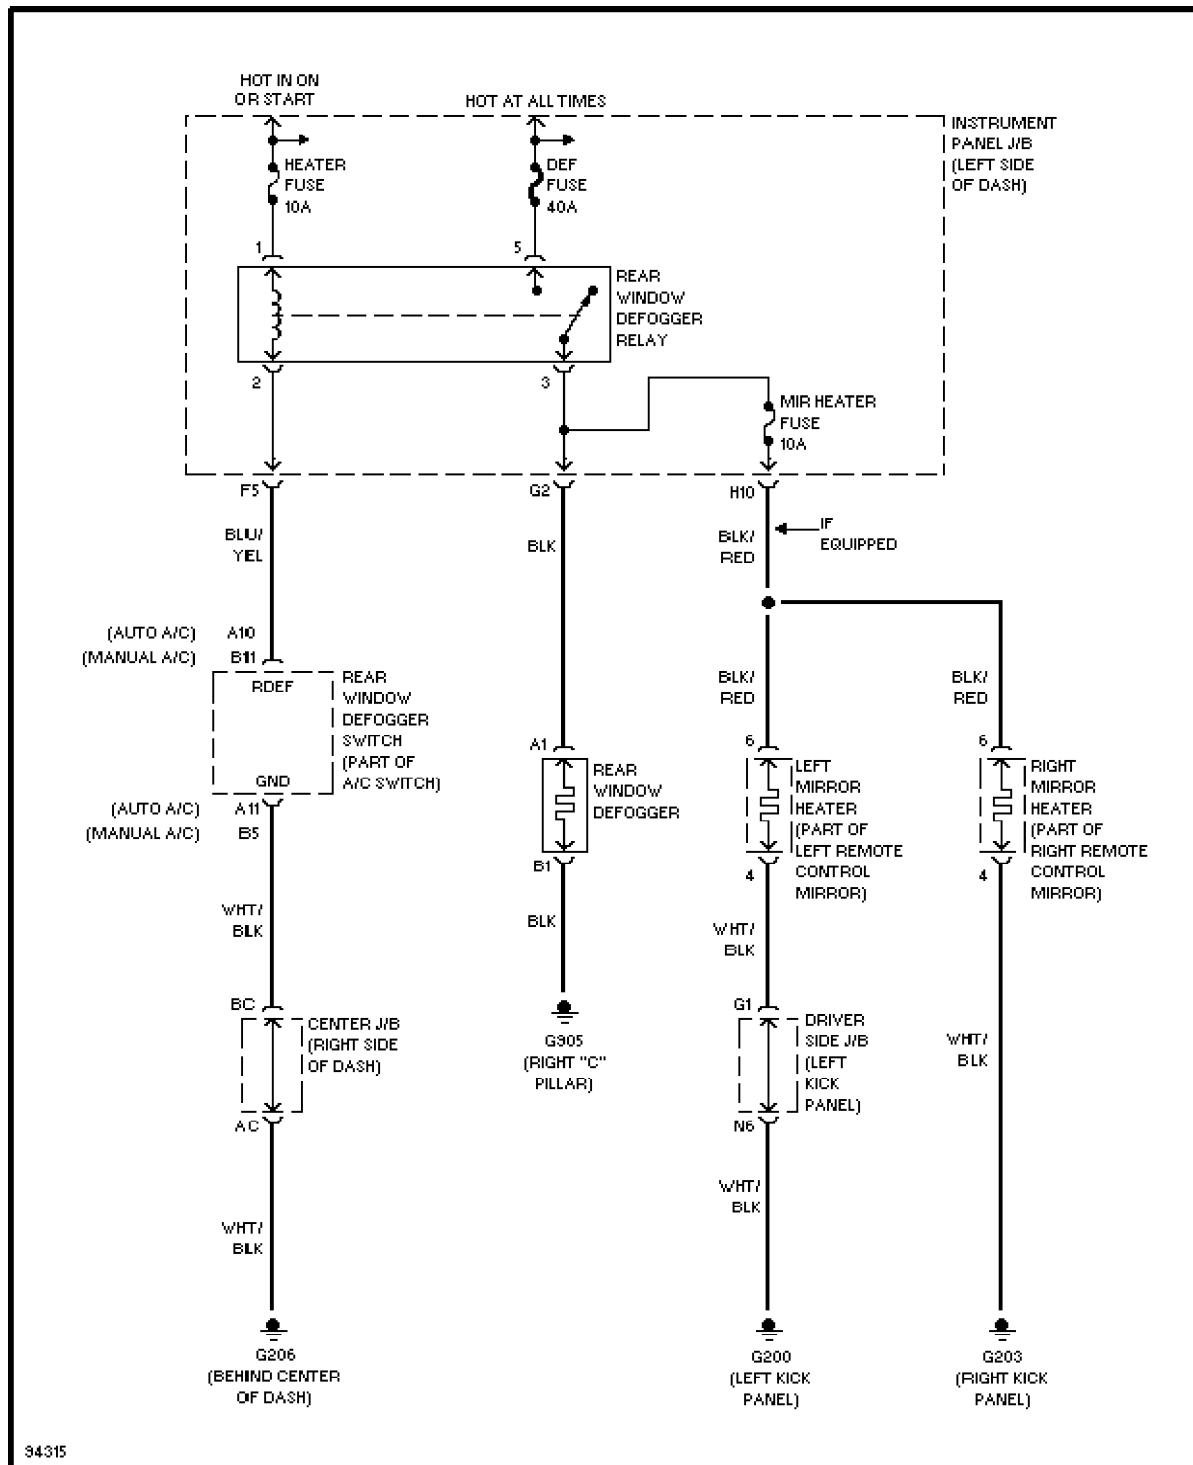 HOT IN ON
OR START
HOT AT ALL TIMES
INSTRUMENT
PANEL J/B
(LEFT SIDE
OF DASH)
HEATER
FUSE
10A
DEF
FUSE
40A
1
5
REAR
WINDOW
DEFOGGER
RELAY
2
3
MIR HEATER
FUSE
10A
F5
G2
H10
BLU/
YEL
BLK
BLK/
RED
IF
EQUIPPED
(AUTO A/C) A10
(MANUAL A/C) B11
RDEF
GND
REAR
WINDOW
DEFOGGER
SWITCH
(PART OF
A/C SWITCH)
(AUTO A/C) A11
(MANUAL A/C) B5
BLK/
RED
BLK/
RED
A1
REAR
WINDOW
DEFOGGER
B1
6
LEFT
MIRROR
HEATER
(PART OF
LEFT REMOTE
CONTROL
MIRROR)
4
6
RIGHT
MIRROR
HEATER
(PART OF
RIGHT REMOTE
CONTROL
MIRROR)
4
WHT/
BLK
BLK
WHT/
BLK
BC
CENTER J/B
(RIGHT SIDE
OF DASH)
AC
G905
(RIGHT "C"
PILLAR)
G1
DRIVER
SIDE J/B
(LEFT
KICK
PANEL)
N6
WHT/
BLK
WHT/
BLK
WHT/
BLK
G206
(BEHIND CENTER
OF DASH)
G200
(LEFT KICK
PANEL)
G203
(RIGHT KICK
PANEL)
94315